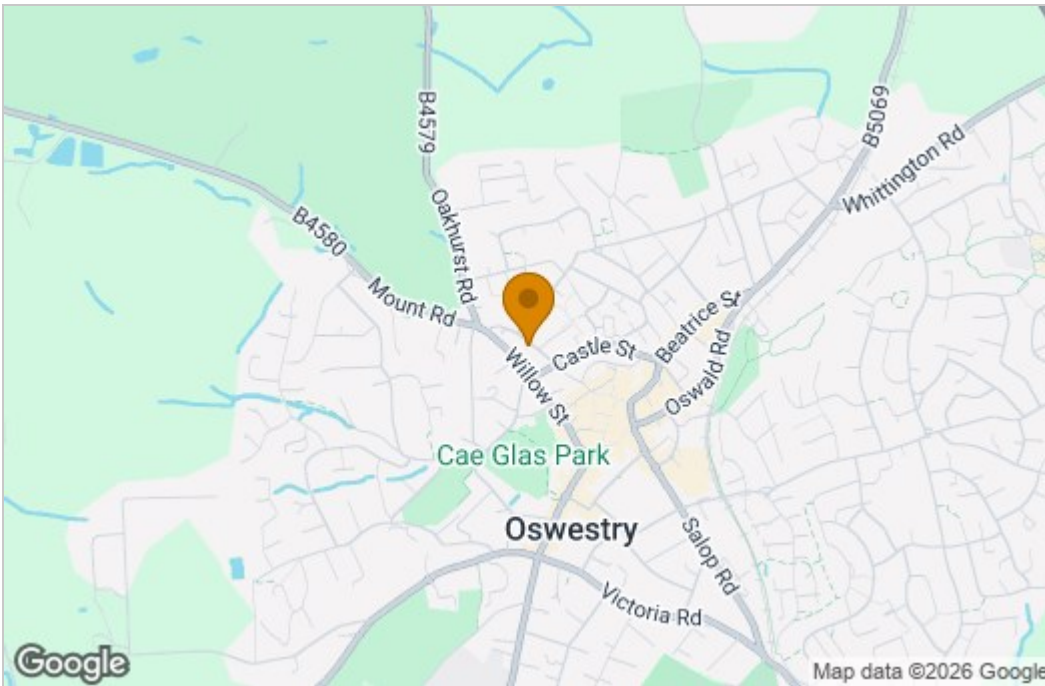 B4579
B5069
Whittington Rd
Oakhurst Rd
B4580
Mount Rd
Beatrice St
Castle St
Willow St
Oswald Rd
Cae Glas Park
Oswestry
Salop Rd
Victoria Rd
Google
Map data ©2026 Google